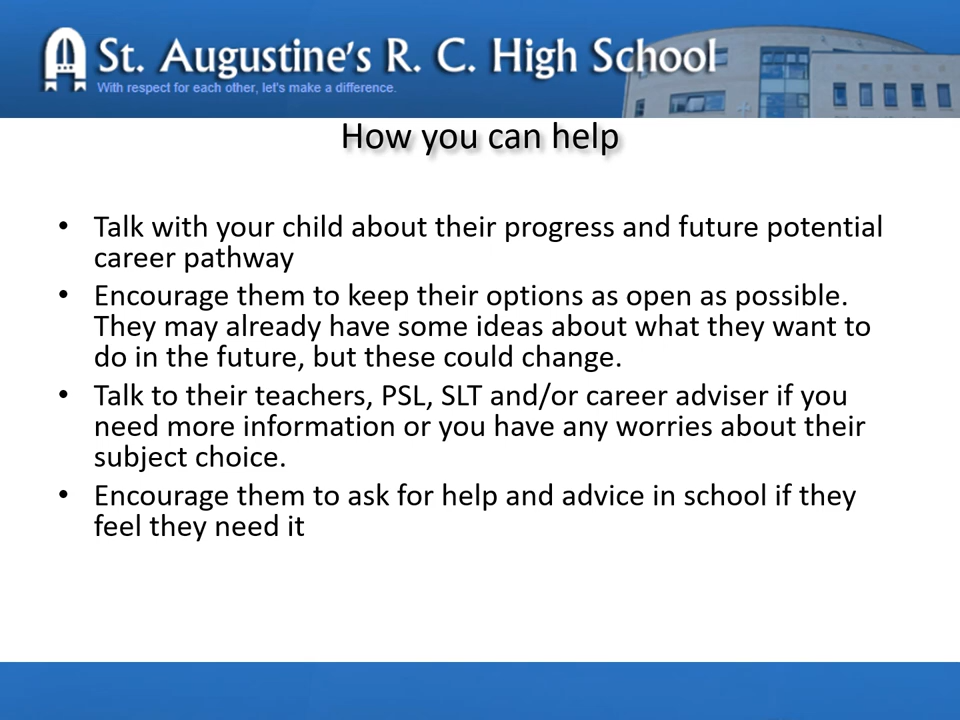 St. Augustine's R. C. High School
With respect for each other, let's make a difference.
How you can help
• Talk with your child about their progress and future potential
career pathway
• Encourage them to keep their options as open as possible.
They may already have some ideas about what they want to
do in the future, but these could change.
• Talk to their teachers, PSL, SLT and/or career adviser if you
need more information or you have any worries about their
subject choice.
• Encourage them to ask for help and advice in school if they
feel they need it